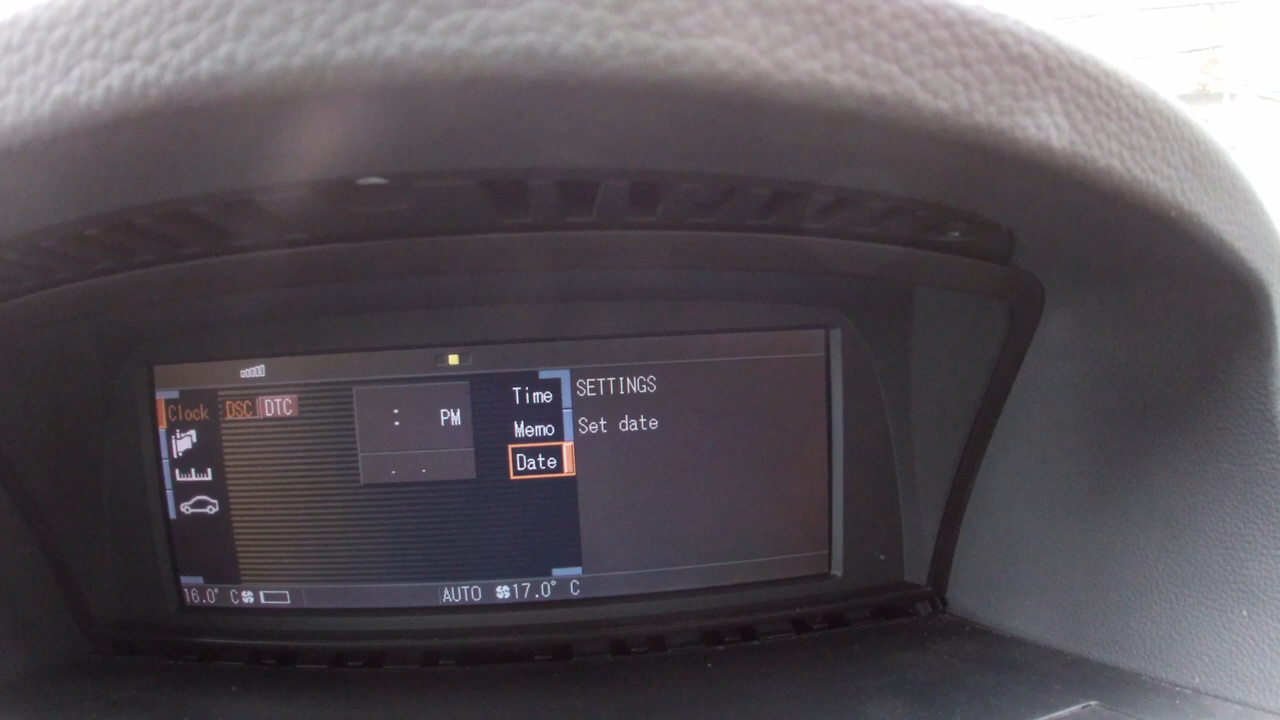 Clock DSC DTC
: PM
. .
Time
Memo
Date
SETTINGS
Set date
16.0° C
AUTO 17.0° C